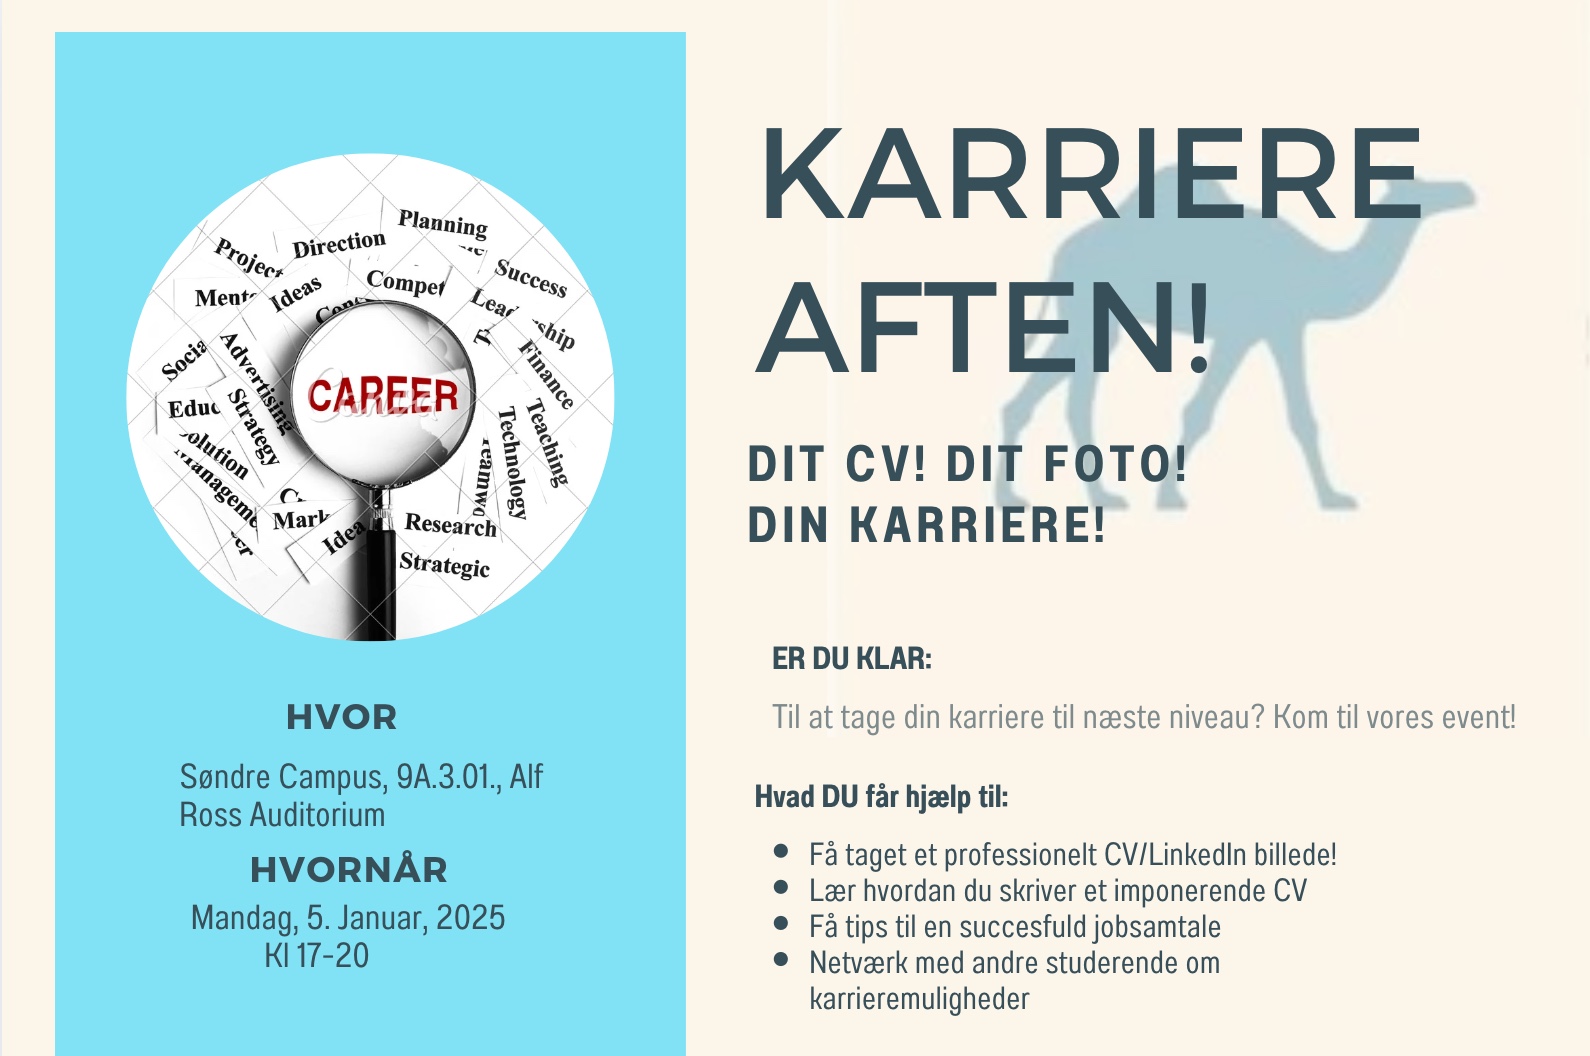 Planning
Direction
Project
Success
Compet
Ideas
Leadership
Social
Advertising
Finance
CAREER
Educ
Strategy
Teaching
Technology
Research
Mark
Idea
Strategic
HVOR
Søndre Campus, 9A.3.01., Alf
Ross Auditorium
HVORNÅR
Mandag, 5. Januar, 2025
Kl 17-20
KARRIERE
AFTEN!
DIT CV! DIT FOTO!
DIN KARRIERE!
ER DU KLAR:
Til at tage din karriere til næste niveau? Kom til vores event!
Hvad DU får hjælp til:
Få taget et professionelt CV/LinkedIn billede!
Lær hvordan du skriver et imponerende CV
Få tips til en succesfuld jobsamtale
Netværk med andre studerende om
karrieremuligheder